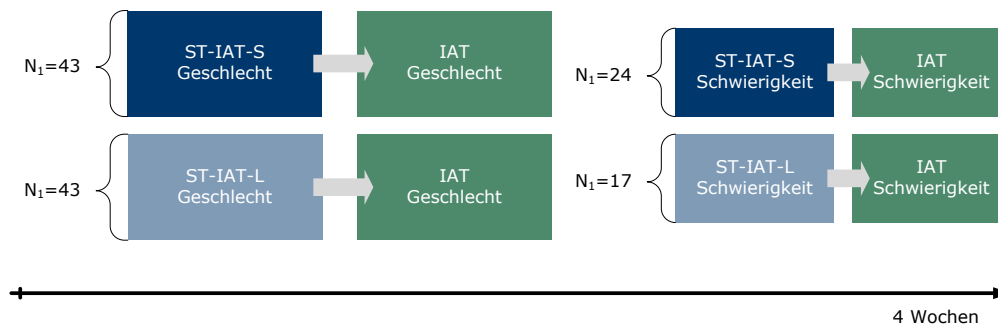 N₁=43
ST-IAT-S
Geschlecht
IAT
Geschlecht
N₁=24
ST-IAT-S
Schwierigkeit
IAT
Schwierigkeit
N₁=43
ST-IAT-L
Geschlecht
IAT
Geschlecht
N₁=17
ST-IAT-L
Schwierigkeit
IAT
Schwierigkeit
4 Wochen